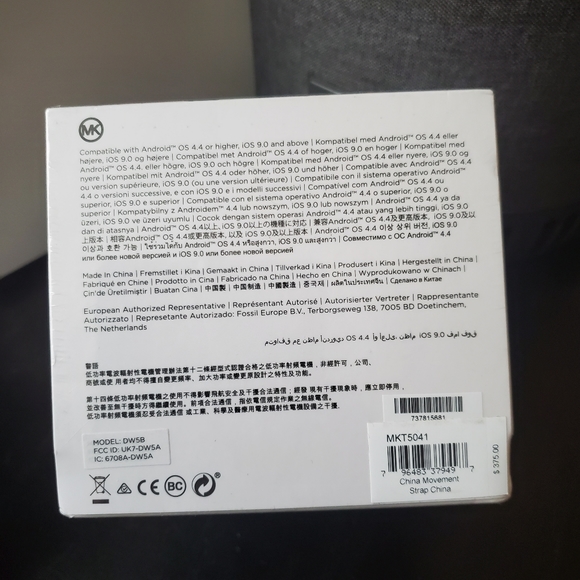 MK
Compatible with Android™ OS 4.4 or higher, iOS 9.0 and above | Kompatibel med Android™ OS 4.4 eller
højere, iOS 9.0 og højere | Compatibel met Android™ OS 4.4 of hoger, iOS 9.0 en hoger | Kompatibel med
Android™ OS 4.4 eller högre, iOS 9.0 och högre | Kompatibel med Android™ OS 4.4 eller nyere, iOS 9.0 og
nyere | Kompatibel mit Android™ OS 4.4 oder höher, iOS 9.0 und höher | Compatible avec Android™ OS 4.4
ou version supérieure, iOS 9.0 (ou une version ultérieure) | Compatibile con il sistema operativo Android™
OS 4.4 o versioni successive, e con iOS 9.0 e i modelli successivi | Compatível com Android™ OS 4.4 ou
superior, iOS 9.0 e superior | Compatible con el sistema operativo Android™ OS 4.4 o superior, iOS 9.0 o
superior | Kompatybilny z Androidem™ 4.4 lub nowszym, iOS 9.0 lub nowszym | Android™ OS 4.4 ya da
üzeri, iOS 9.0 ve üzeri uyumlu | Cocok dengan sistem operasi Android™ 4.4 atau yang lebih tinggi, iOS 9.0
dan di atasnya | Android™ OS 4.4以上, iOS 9.0以上の機種に対応 | 与Android™ OS 4.4及更高版本, iOS 9.0及以
上版本 | 相容Android™ OS 4.4或更高版本, 以及iOS 9.0及以上版本 | Android™ OS 4.4 이상 상위 버전, iOS 9.0
이상과 호환 가능 | ใช้ร่วมได้กับ Android™ OS 4.4 หรือสูงกว่า, iOS 9.0 และสูงกว่า | Совместимо с ОС Android™ 4.4
или более новой версией и iOS 9.0 или более новой версией
Made In China | Fremstillet i Kina | Gemaakt in China | Tillverkad i Kina | Produsert i Kina | Hergestellt in China |
Fabriqué en Chine | Prodotto in Cina | Fabricado na China | Hecho en China | Wyprodukowano w Chinach |
Çin'de Üretilmiştir | Buatan Cina | 中国製 | 中国制造 | 中國製造 | 중국제 | ผลิตในประเทศจีน | Сделано в Китае
European Authorized Representative | Représentant Autorisé | Autorisierter Vertreter | Rappresentante
Autorizzato | Represetante Autorizado: Fossil Europe B.V., Terborgseweg 138, 7005 BD Doetinchem,
The Netherlands
متوافق مع نظام أندرويد OS 4.4 أو أعلى، نظام iOS 9.0 فما فوق
警語
低功率電波輻射性電機管理辦法第十二條經型式認證合格之低功率射頻電機，非經許可，公司，
商號或使 用者均不得擅自變更頻率、加大功率或變更原設計之特性及功能。
第十四條低功率射頻電機之使用不得影響飛航安全及干擾合法通信；經發 現有干擾現象時，應立即停用，
並改善至無干擾時方得繼續使用。前項合法通信，指依電信規定作業之無線電信。
低功率射頻電機須忍受合法通信 或工業、科學及醫療用電波輻射性電機設備之干擾。
MODEL: DW5B
FCC ID: UK7-DW5A
IC: 6708A-DW5A
CE
BC
737815681
MKT5041
7 96483 37949 7
China Movement
Strap China
$ 375.00